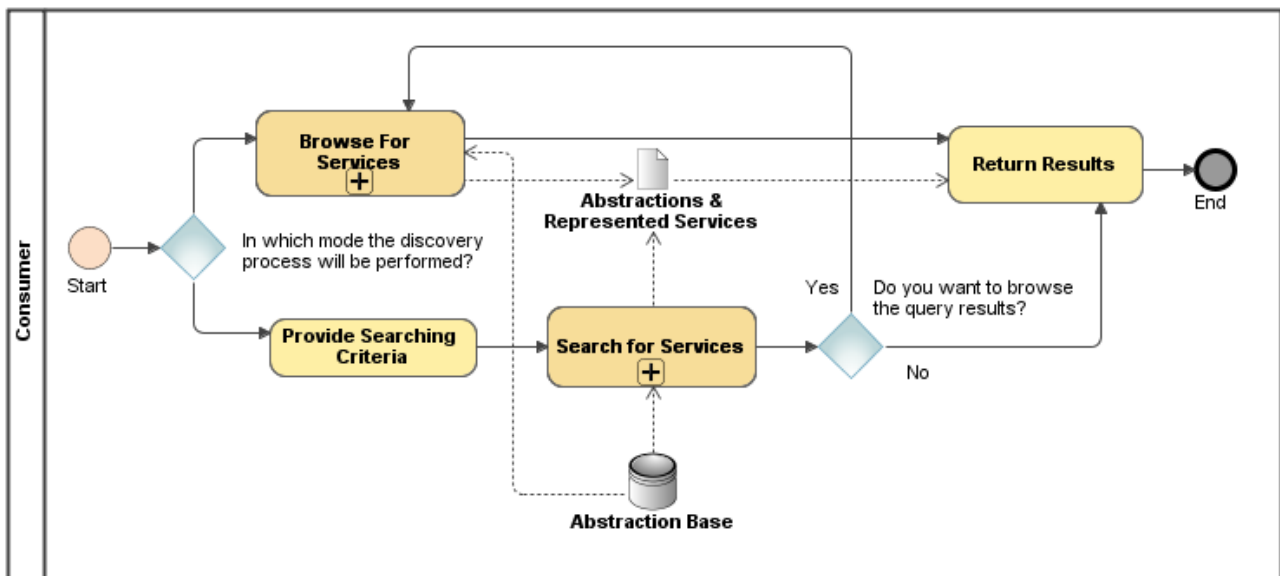 Consumer
Start
In which mode the discovery
process will be performed?
Browse For
Services
Provide Searching
Criteria
Abstractions &
Represented Services
Search for Services
Abstraction Base
Yes
Do you want to browse
the query results?
No
Return Results
End